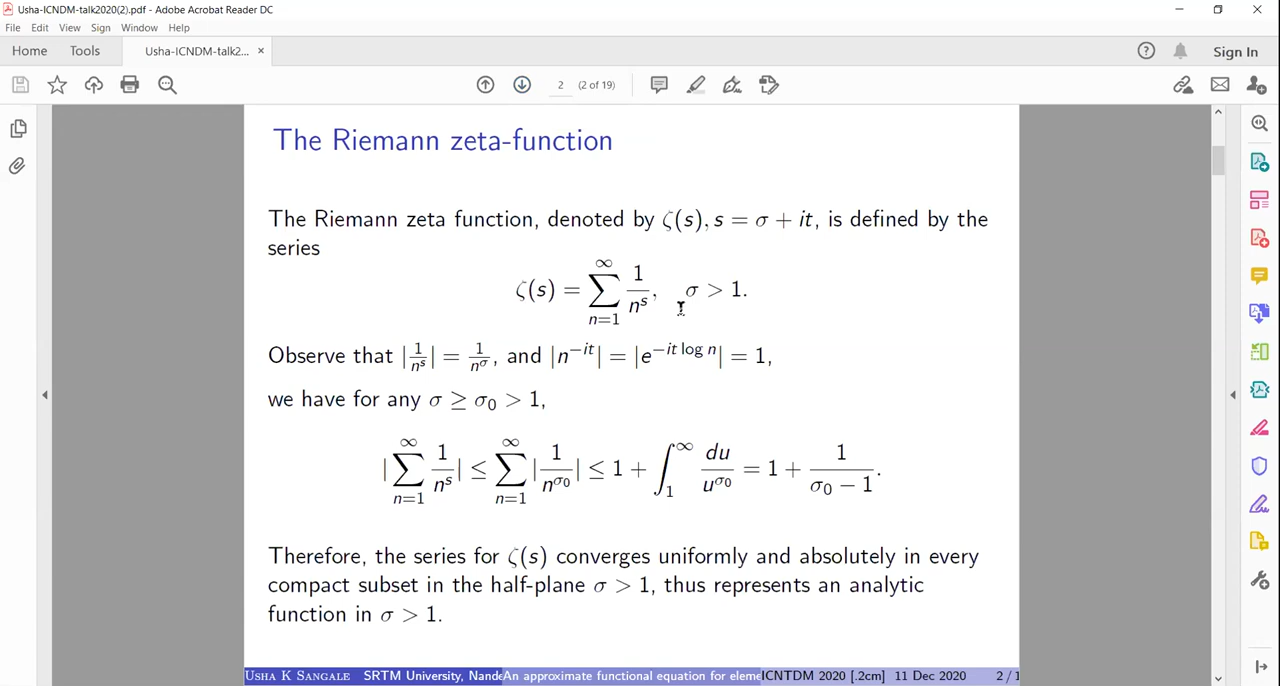 Usha-ICNDM-talk2020(2).pdf - Adobe Acrobat Reader DC
File Edit View Sign Window Help
Home Tools Usha-ICNDM-talk2... × Sign In
2 (2 of 19)
The Riemann zeta-function
The Riemann zeta function, denoted by ζ(s), s = σ + it, is defined by the
series
ζ(s) = ∑_{n=1}^{∞} 1/n^s, σ > 1.
Observe that |1/n^s| = 1/n^σ, and |n^{-it}| = |e^{-it log n}| = 1,
we have for any σ ≥ σ₀ > 1,
|∑_{n=1}^{∞} 1/n^s| ≤ ∑_{n=1}^{∞} |1/n^{σ₀}| ≤ 1 + ∫_1^∞ du/u^{σ₀} = 1 + 1/(σ₀ − 1).
Therefore, the series for ζ(s) converges uniformly and absolutely in every
compact subset in the half-plane σ > 1, thus represents an analytic
function in σ > 1.
Usha K Sangale SRTM University, Nande An approximate functional equation for eleme ICNTDM 2020 [.2cm] 11 Dec 2020 2 / 1